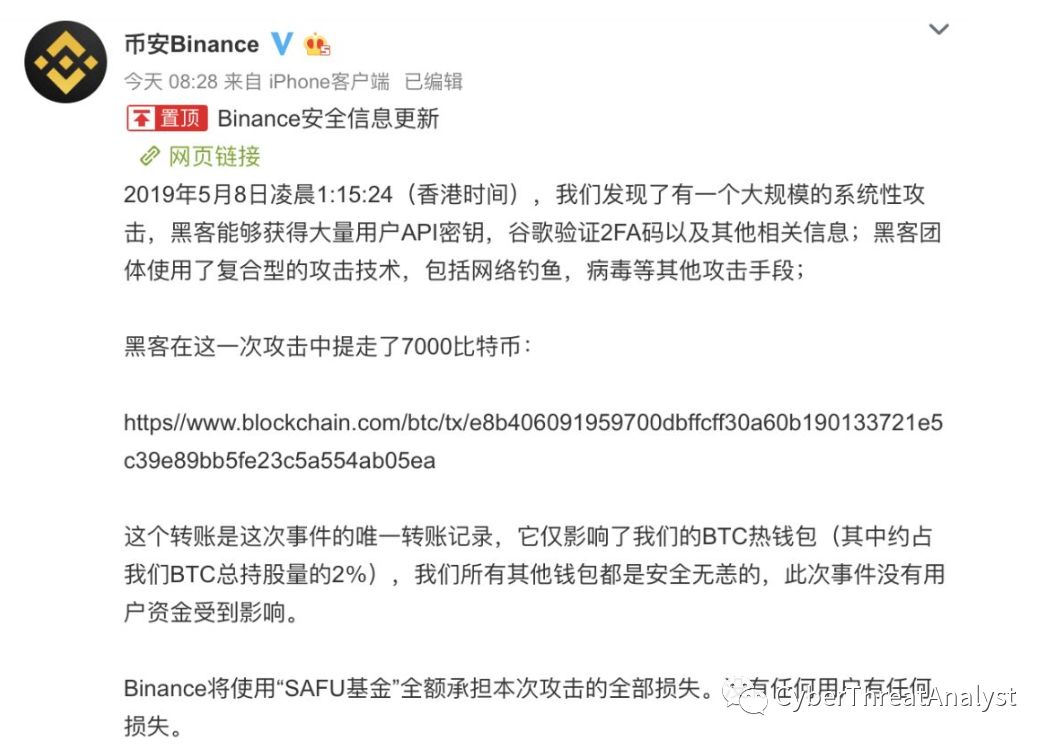 币安Binance
今天 08:28 来自 iPhone客户端 已编辑
置顶 Binance安全信息更新
网页链接
2019年5月8日凌晨1:15:24（香港时间），我们发现了有一个大规模的系统性攻
击，黑客能够获得大量用户API密钥，谷歌验证2FA码以及其他相关信息；黑客团
体使用了复合型的攻击技术，包括网络钓鱼，病毒等其他攻击手段；
黑客在这一次攻击中提走了7000比特币：
https//www.blockchain.com/btc/tx/e8b406091959700dbffcff30a60b190133721e5
c39e89bb5fe23c5a554ab05ea
这个转账是这次事件的唯一转账记录，它仅影响了我们的BTC热钱包（其中约占
我们BTC总持股量的2%），我们所有其他钱包都是安全无恙的，此次事件没有用
户资金受到影响。
Binance将使用“SAFU基金”全额承担本次攻击的全部损失。有任何用户有任何
损失。
CyberThreatAnalyst